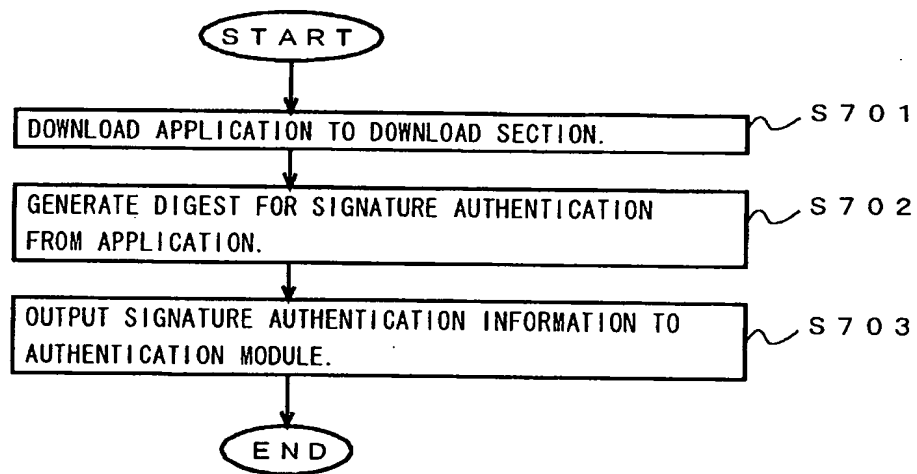 START
DOWNLOAD APPLICATION TO DOWNLOAD SECTION.
S701
GENERATE DIGEST FOR SIGNATURE AUTHENTICATION
FROM APPLICATION.
S702
OUTPUT SIGNATURE AUTHENTICATION INFORMATION TO
AUTHENTICATION MODULE.
S703
END